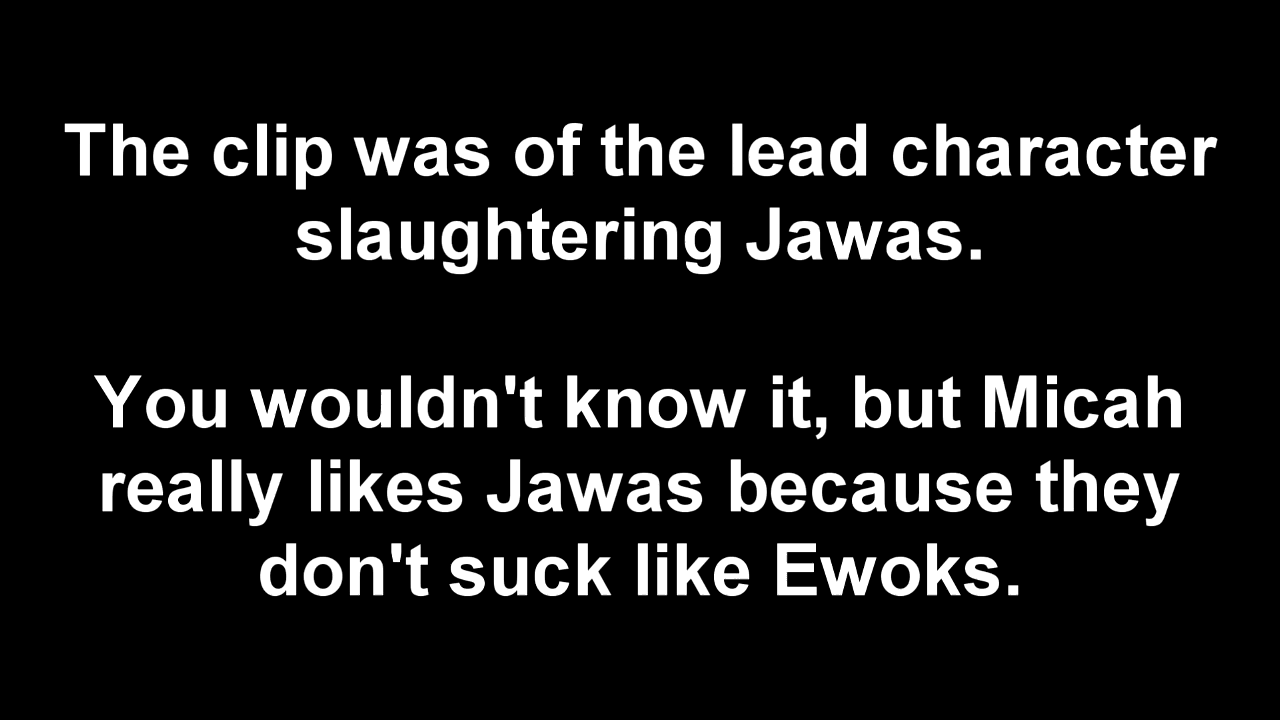 The clip was of the lead character
slaughtering Jawas.
You wouldn't know it, but Micah
really likes Jawas because they
don't suck like Ewoks.